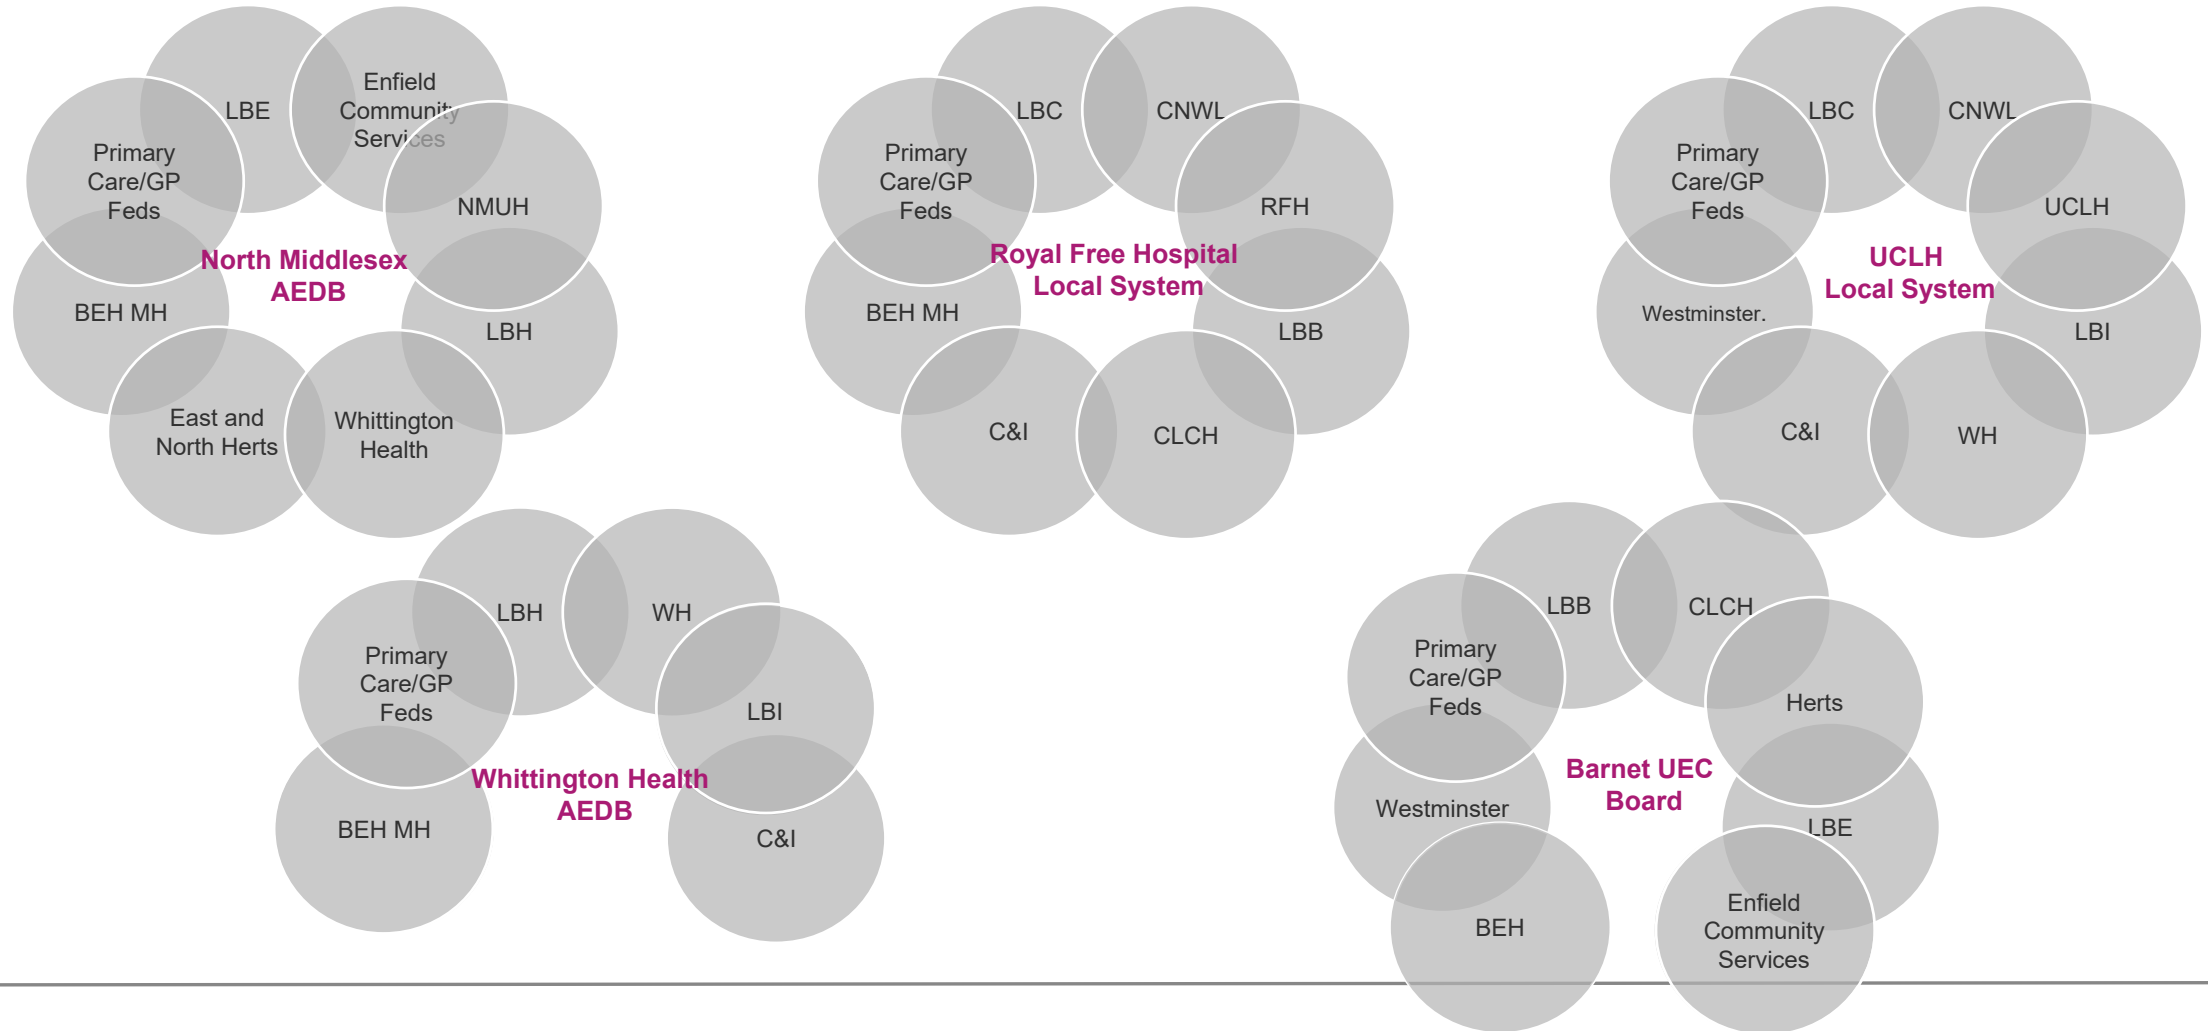 LBE
Enfield
Community
Services
Primary
Care/GP
Feds
NMUH
North Middlesex
AEDB
BEH MH
LBH
East and
North Herts
Whittington
Health
LBC
CNWL
Primary
Care/GP
Feds
RFH
Royal Free Hospital
Local System
BEH MH
LBB
C&I
CLCH
LBC
CNWL
Primary
Care/GP
Feds
UCLH
UCLH
Local System
Westminster.
LBI
C&I
WH
LBH
WH
Primary
Care/GP
Feds
LBI
Whittington Health
AEDB
BEH MH
C&I
LBB
CLCH
Primary
Care/GP
Feds
Herts
Barnet UEC
Board
Westminster
LBE
BEH
Enfield
Community
Services